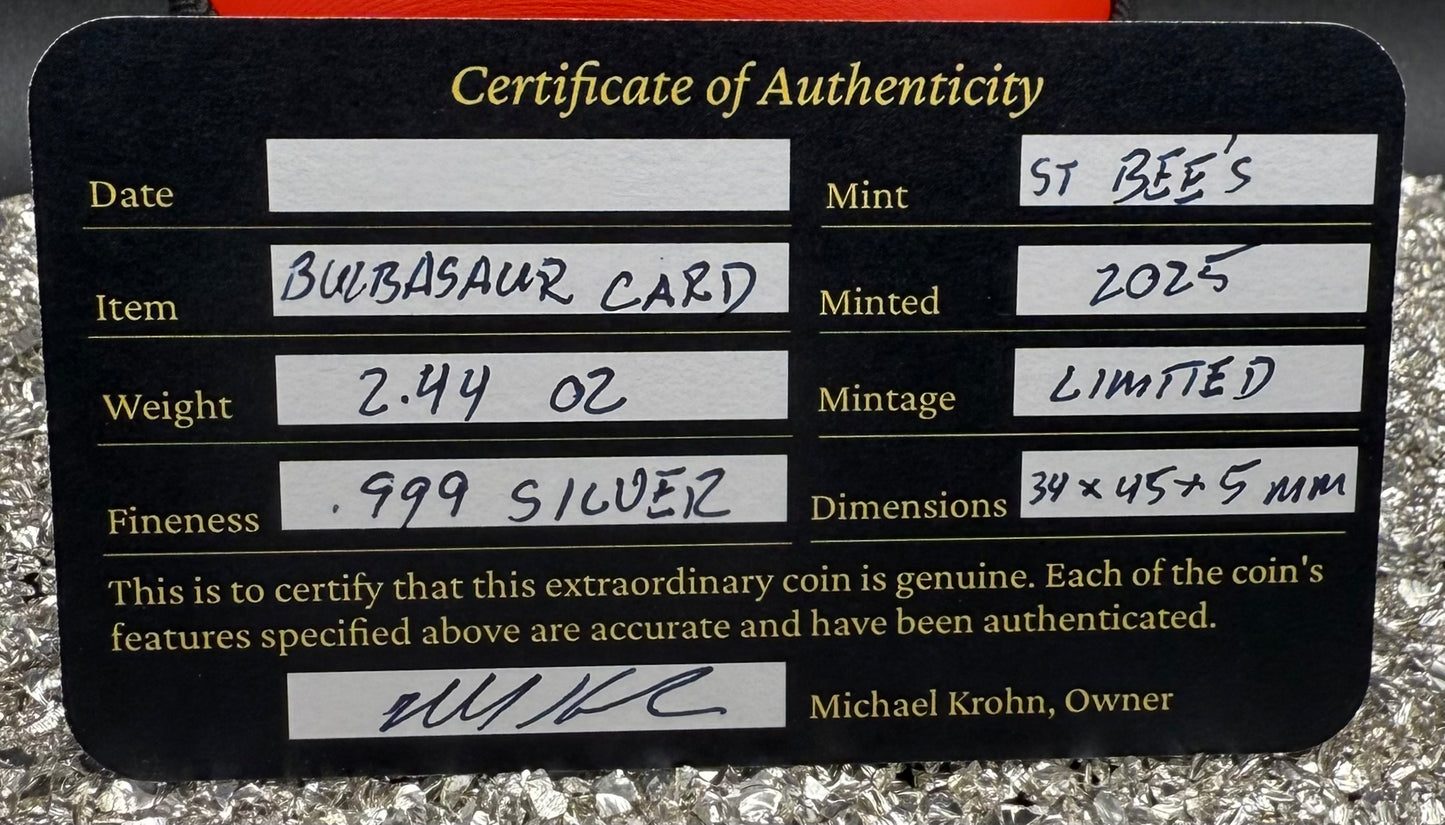 Certificate of Authenticity
Date
Mint ST BEE'S
Item BULBASAUR CARD
Minted 2025
Weight 2.44 OZ
Mintage LIMITED
Fineness .999 SILVER
Dimensions 34 x 45 x 5 mm
This is to certify that this extraordinary coin is genuine. Each of the coin's
features specified above are accurate and have been authenticated.
Michael Krohn, Owner